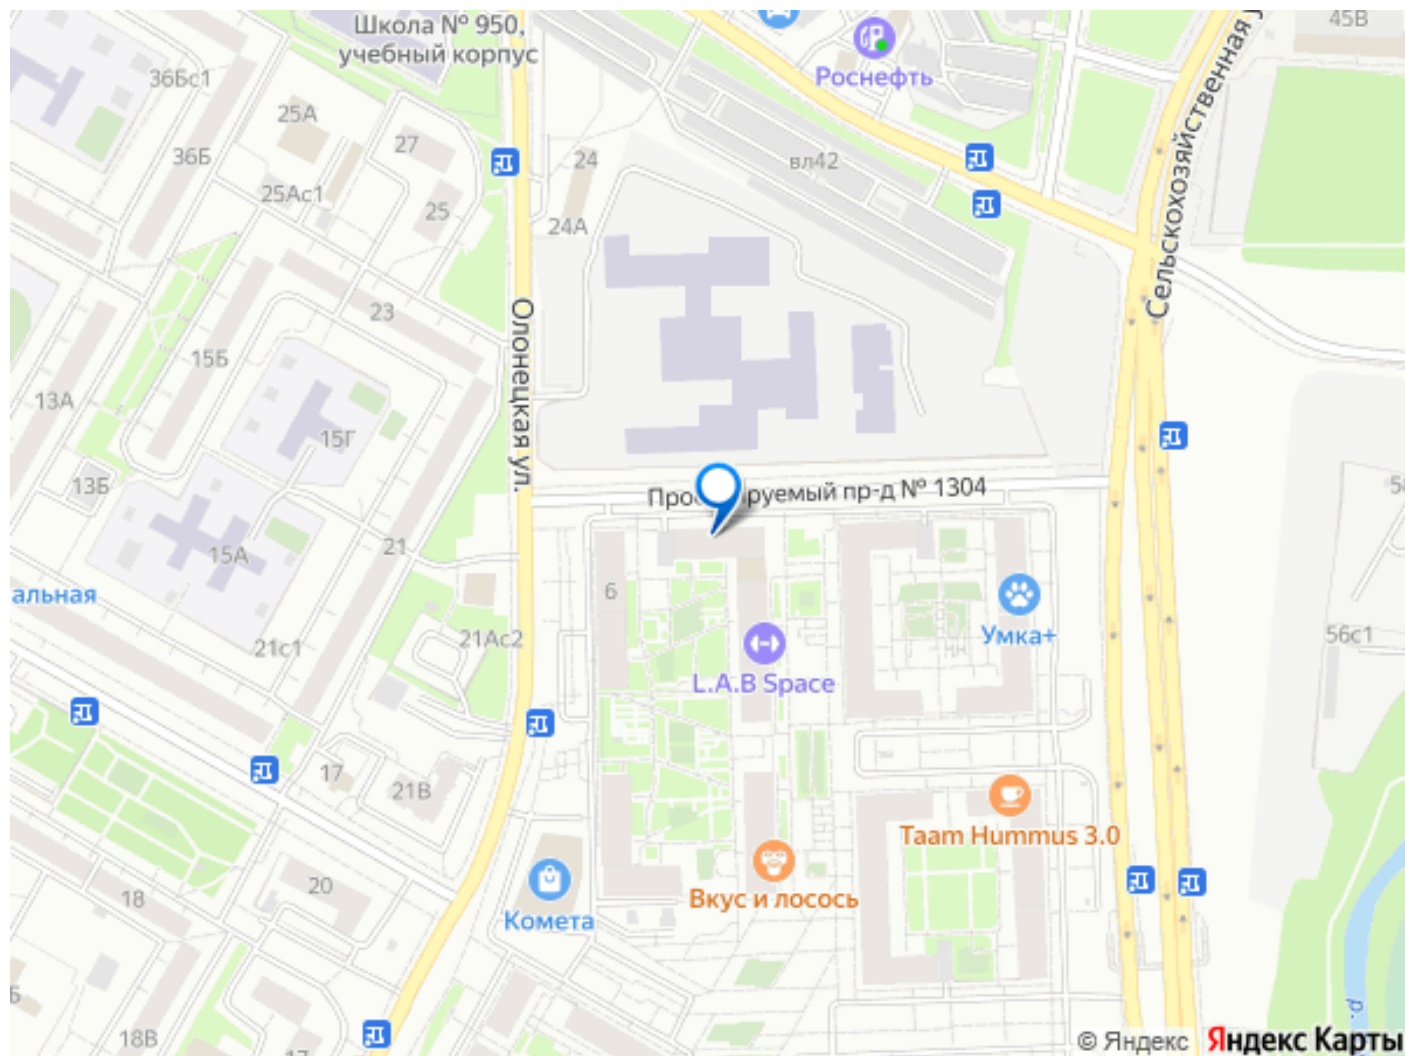 45В
Школа № 950,
учебный корпус
Роснефть
36Бс1
25А
27
36Б
24
вл42
25Ас1
25
24А
Сельскохозяйственная
23
Олонецкая ул.
15Б
13А
15Г
13Б
1304
пр-д №
15А
21
альная
6
Умка+
56с1
21с1
21Ас2
L.A.B Space
17
21В
Taam Hummus 3.0
20
18
Вкус и лосось
Комета
18В
17
© Яндекс Яндекс Карты